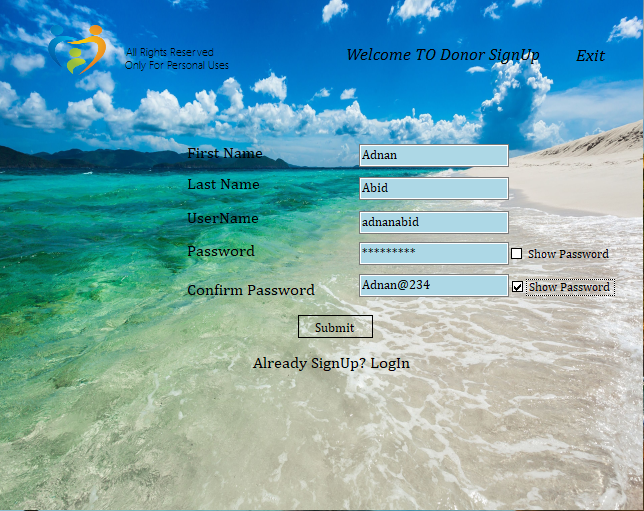 All Rights Reserved
Only For Personal Uses
Welcome TO Donor SignUp
Exit
First Name
Adnan
Last Name
Abid
UserName
adnanabid
Password
*********
Show Password
Confirm Password
Adnan@234
Show Password
Submit
Already SignUp? LogIn